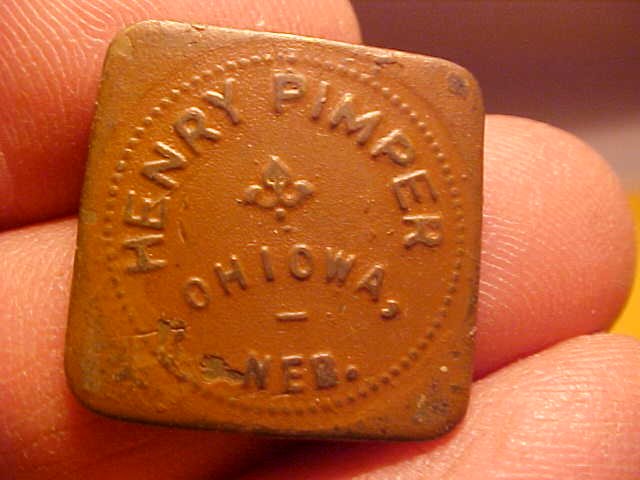 HENRY PIMPER
OHIOWA,
NEB.